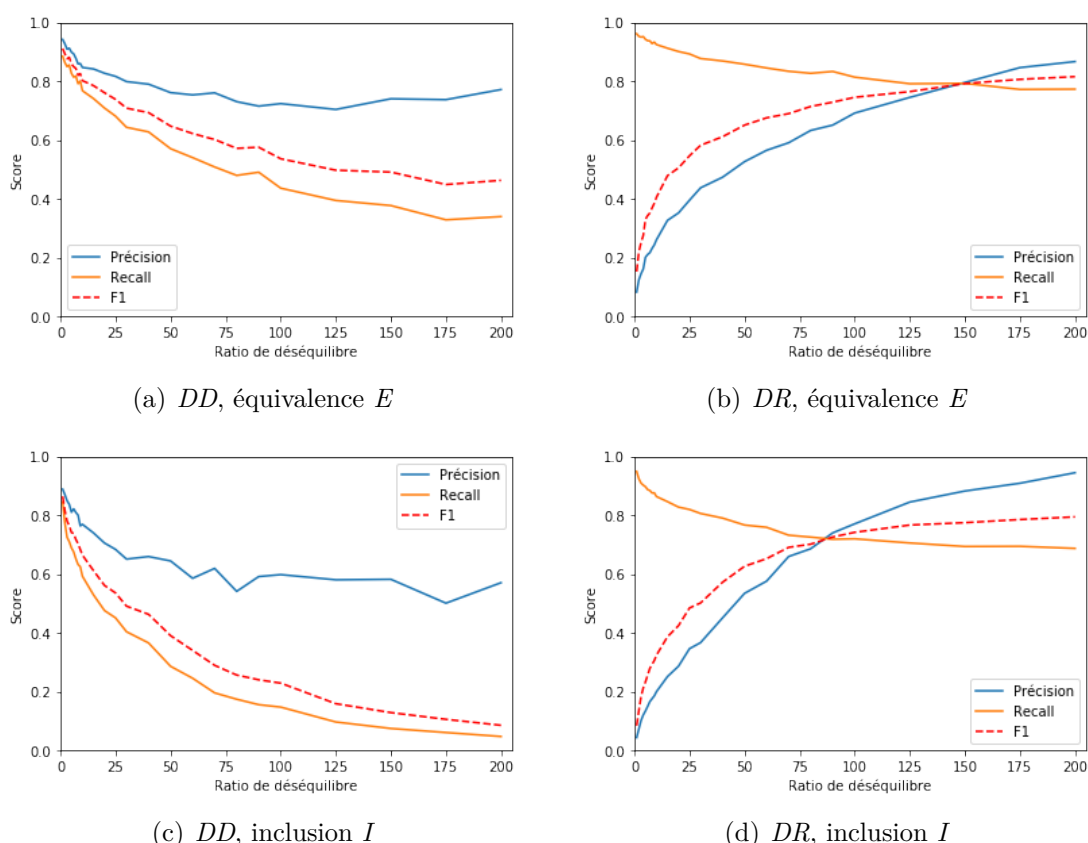 1.0
0.8
0.6
0.4
0.2
0.0
Score
0 25 50 75 100 125 150 175 200
Ratio de déséquilibre
Précision
Recall
F1
(a) DD, équivalence E
1.0
0.8
0.6
0.4
0.2
0.0
Score
0 25 50 75 100 125 150 175 200
Ratio de déséquilibre
Précision
Recall
F1
(b) DR, équivalence E
1.0
0.8
0.6
0.4
0.2
0.0
Score
0 25 50 75 100 125 150 175 200
Ratio de déséquilibre
Précision
Recall
F1
(c) DD, inclusion I
1.0
0.8
0.6
0.4
0.2
0.0
Score
0 25 50 75 100 125 150 175 200
Ratio de déséquilibre
Précision
Recall
F1
(d) DR, inclusion I